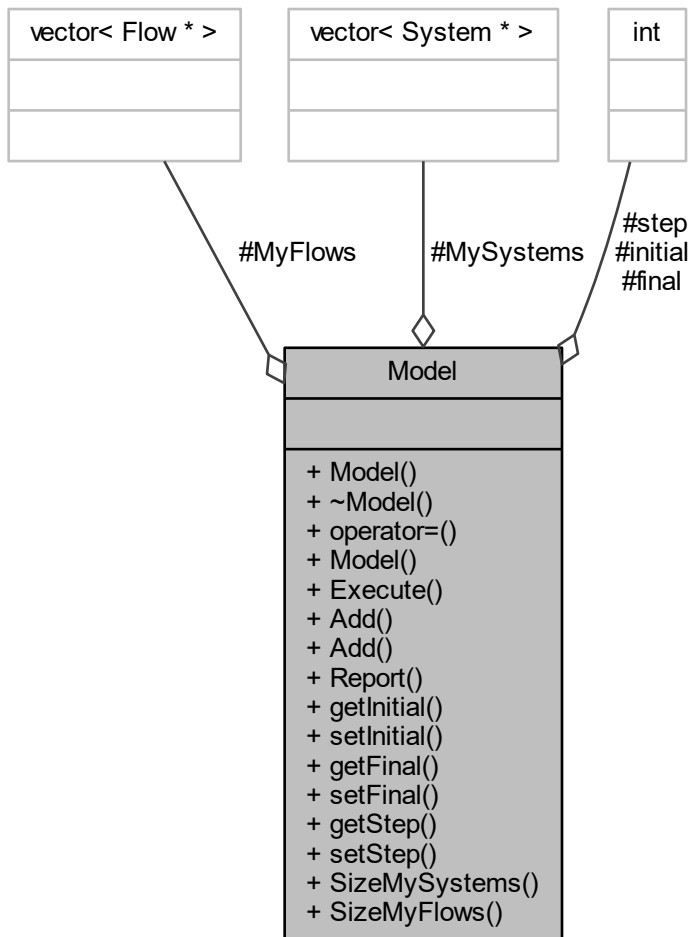 vector< Flow * >
vector< System * >
int
#MyFlows
#MySystems
#step
#initial
#final
Model
+ Model()
+ ~Model()
+ operator=()
+ Model()
+ Execute()
+ Add()
+ Add()
+ Report()
+ getInitial()
+ setInitial()
+ getFinal()
+ setFinal()
+ getStep()
+ setStep()
+ SizeMySystems()
+ SizeMyFlows()